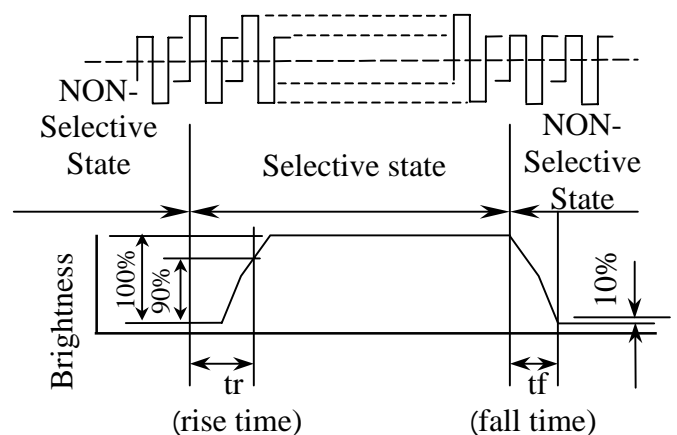 NON-
Selective
State
Selective state
NON-
Selective
State
Brightness
100%
90%
10%
tr
(rise time)
tf
(fall time)